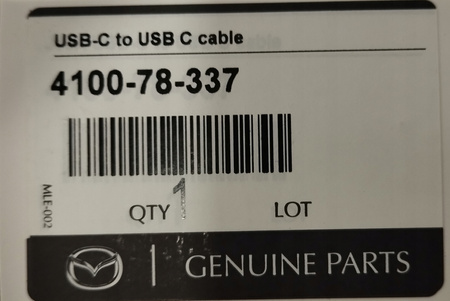 USB-C to USB C cable
4100-78-337
MLE-002
QTY 1 LOT
GENUINE PARTS